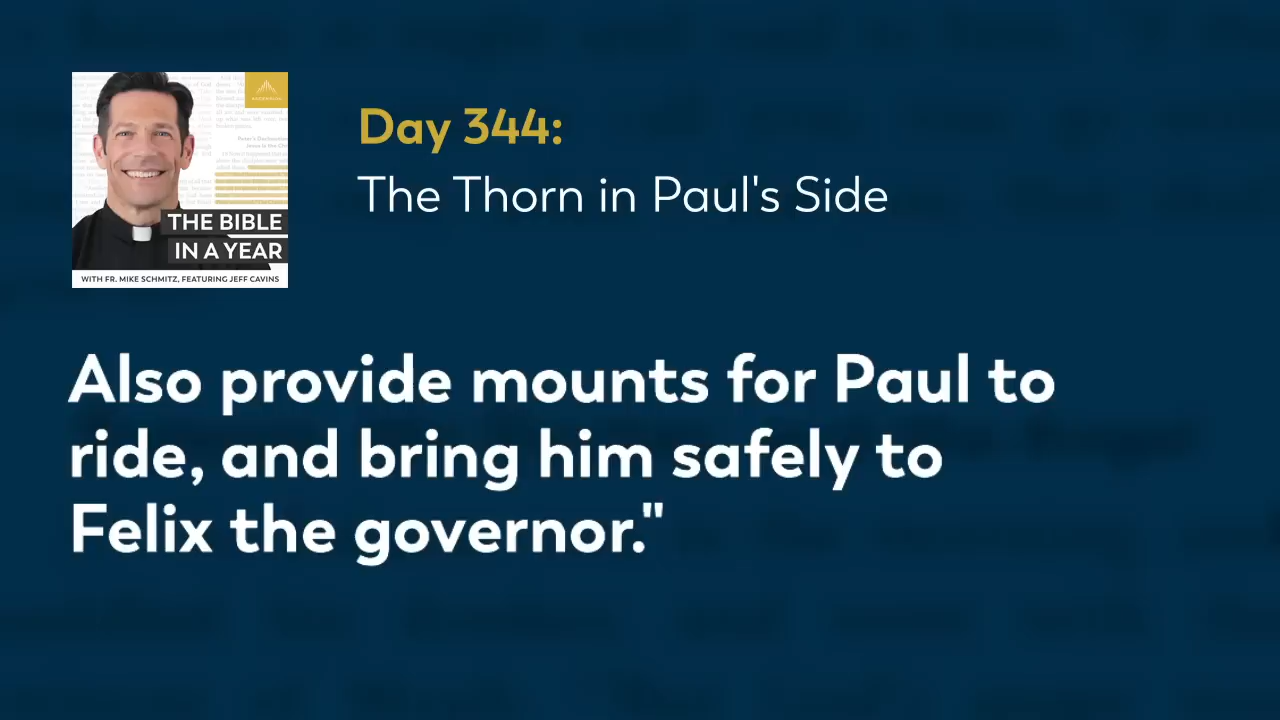 Day 344:
The Thorn in Paul's Side
THE BIBLE
IN A YEAR
WITH FR. MIKE SCHMITZ, FEATURING JEFF CAVINS
Also provide mounts for Paul to
ride, and bring him safely to
Felix the governor."